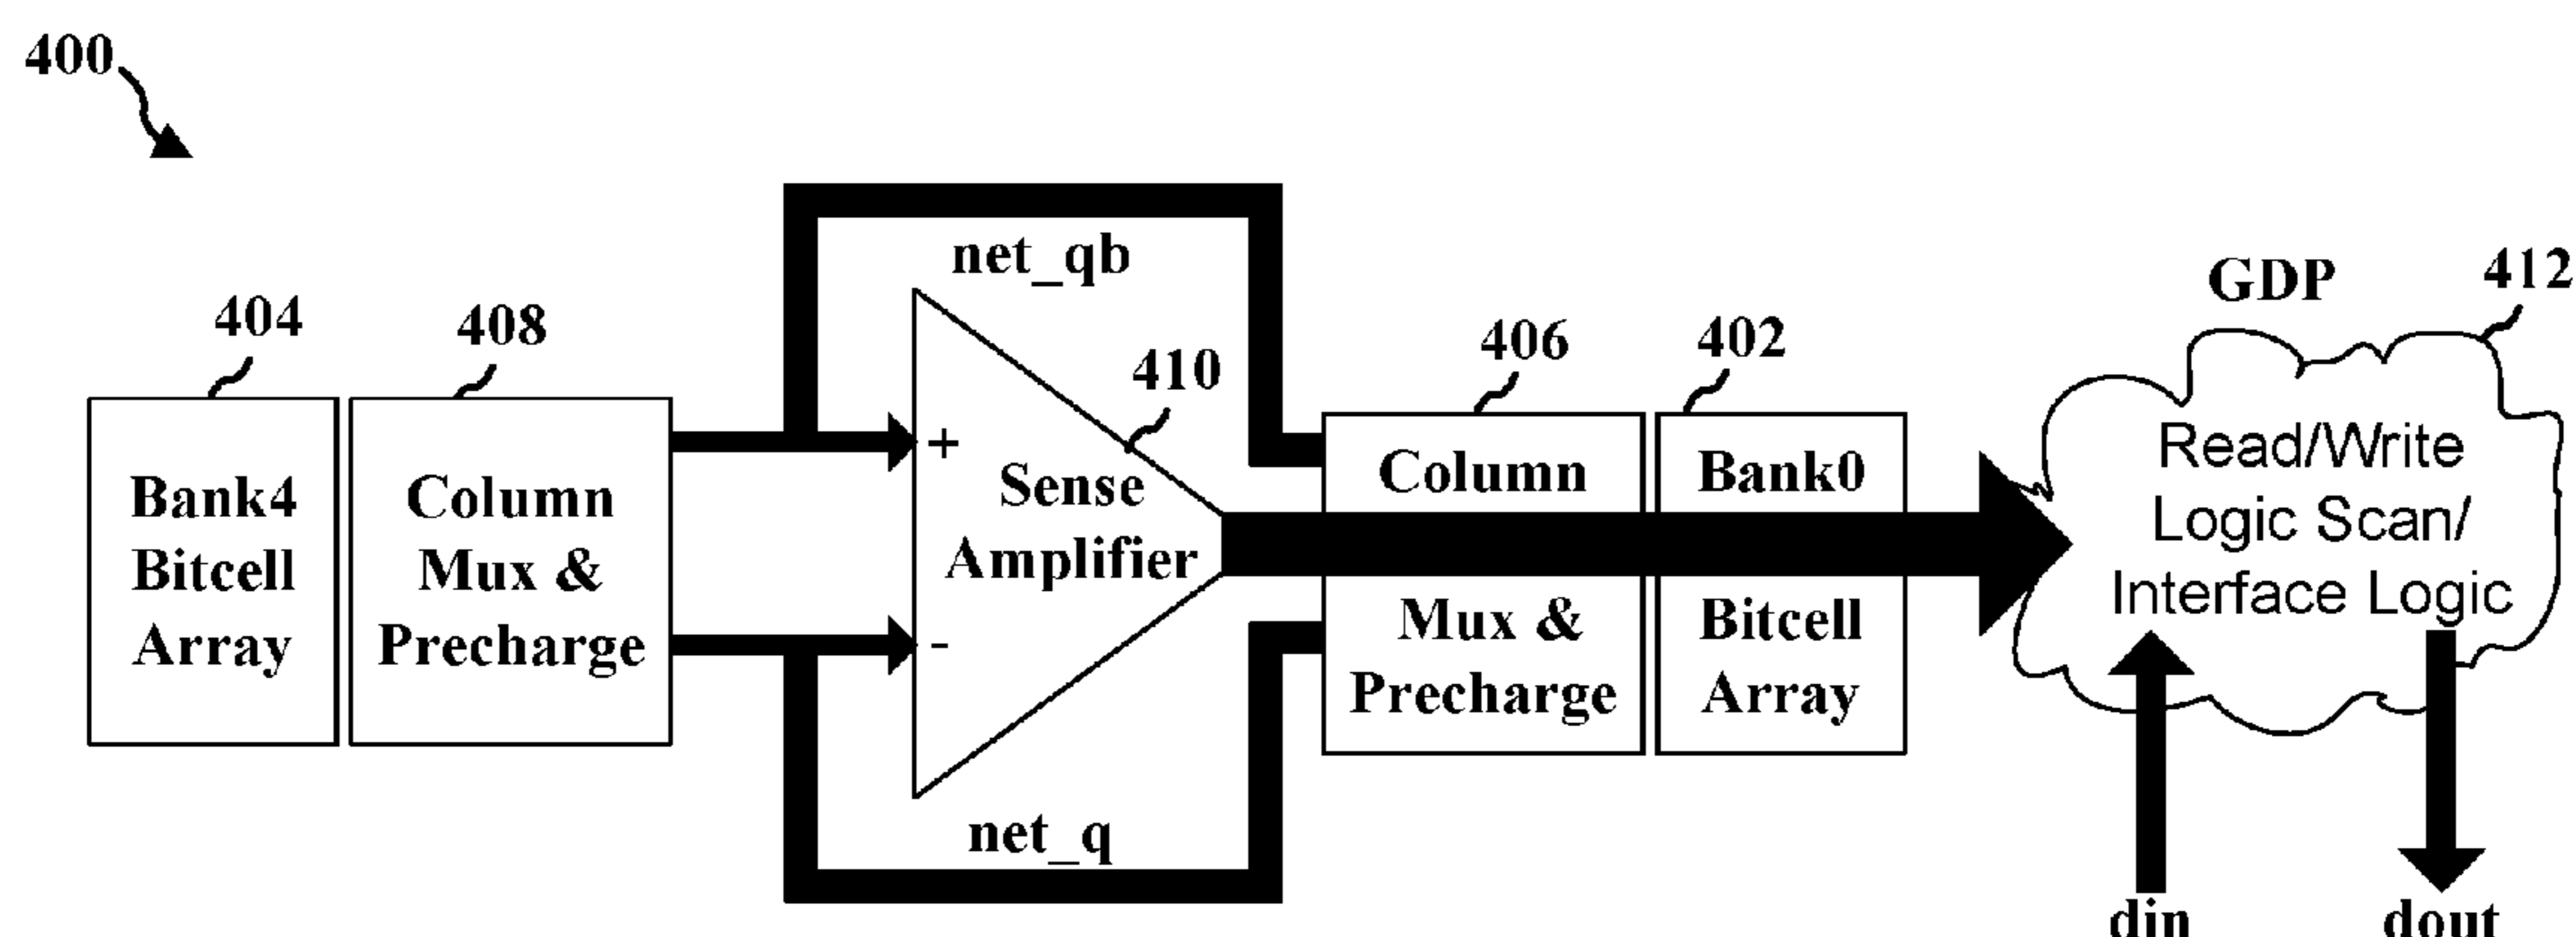 400
net_qb
GDP
412
404
408
406
402
410
Bank4
Bitcell
Array
Column
Mux &
Precharge
+
-
Sense
Amplifier
Column
Mux &
Precharge
Bank0
Bitcell
Array
Read/Write
Logic Scan/
Interface Logic
net_q
din
dout